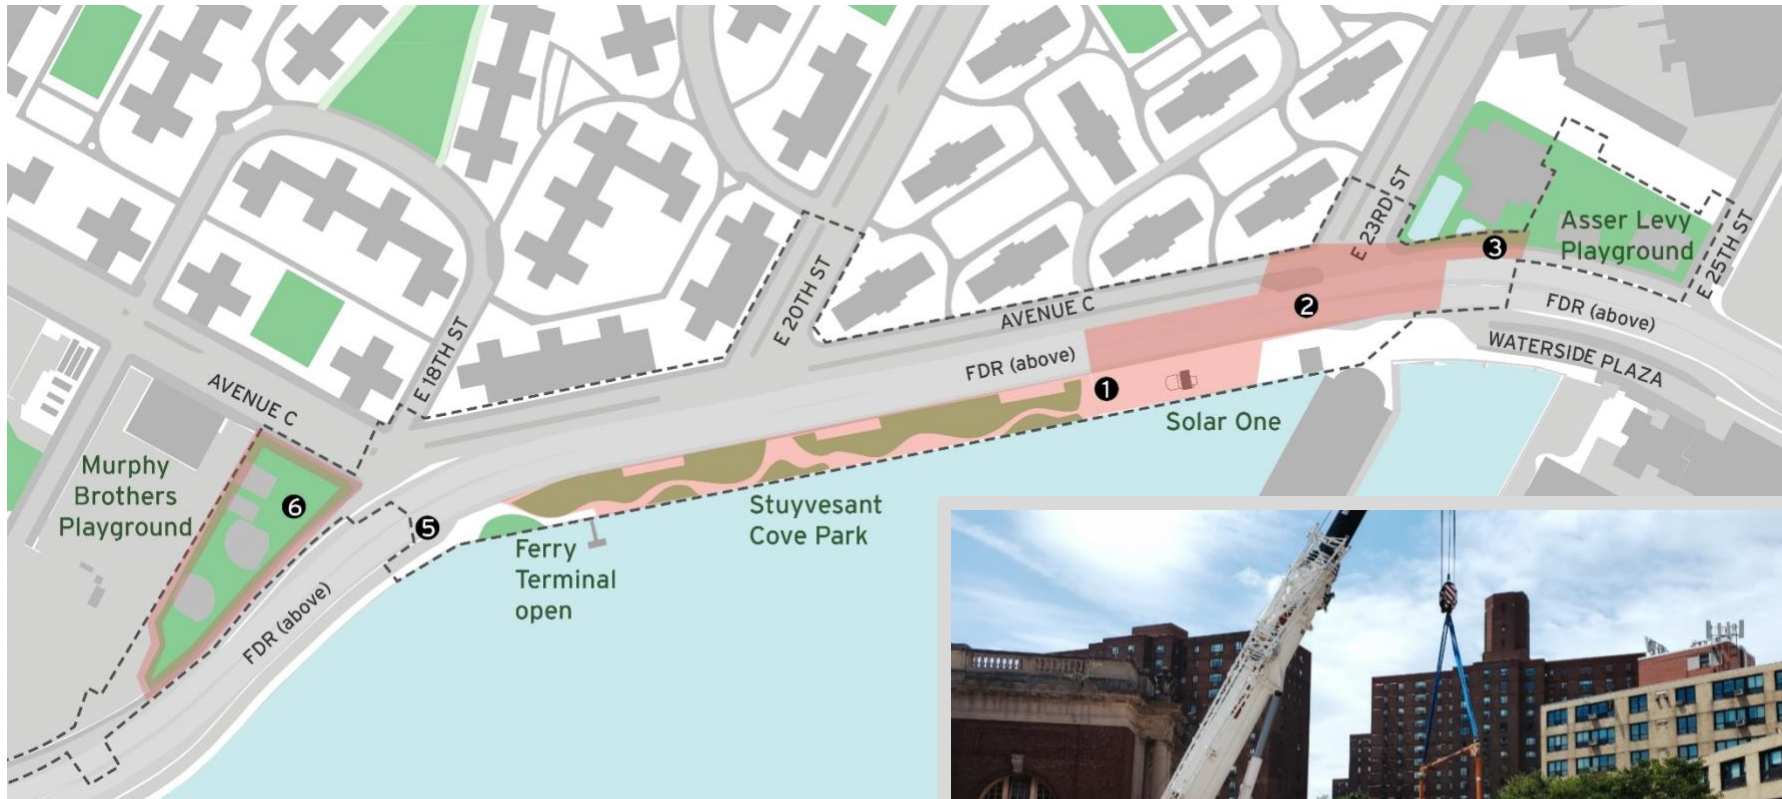 E 23RD ST
3
Asser Levy
Playground
E 25TH ST
E 20TH ST
AVENUE C
2
FDR (above)
WATERSIDE PLAZA
FDR (above)
1
Solar One
E 18TH ST
AVENUE C
Murphy
Brothers
Playground
6
5
Stuyvesant
Cove Park
Ferry
Terminal
open
FDR (above)